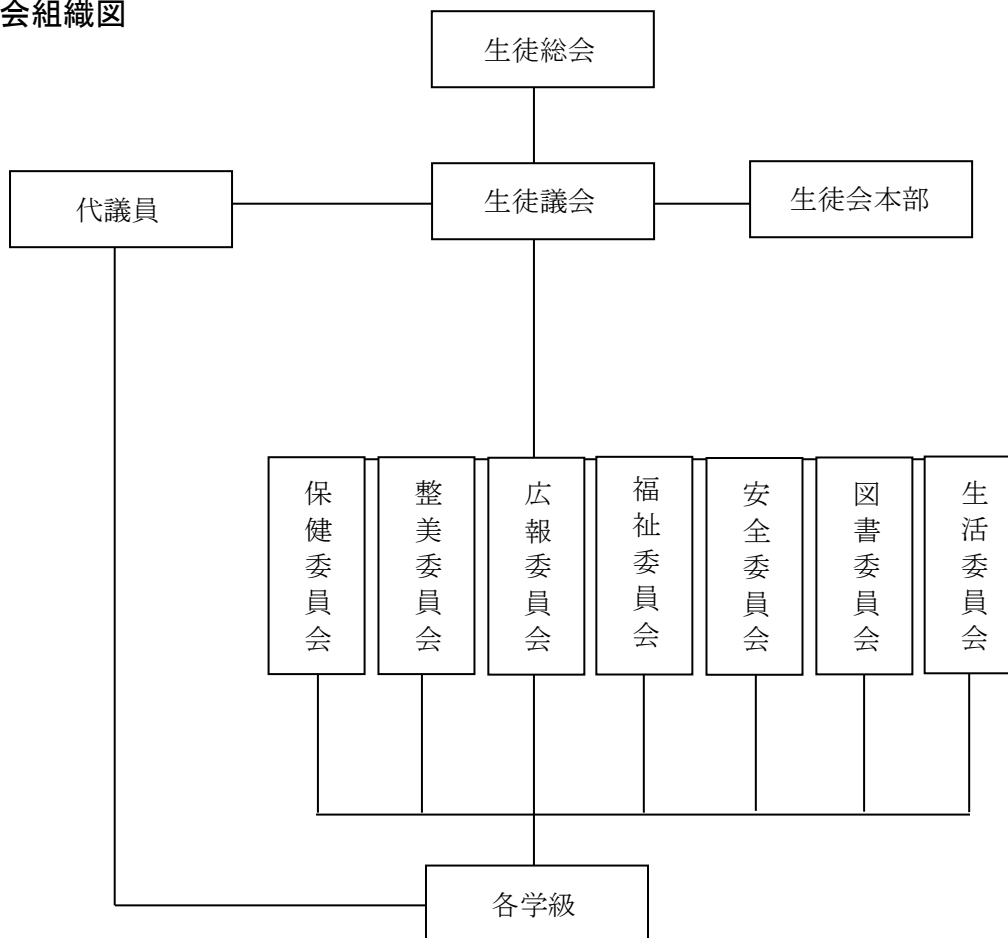 会組織図
生徒総会
代議員
生徒議会
生徒会本部
保健委員会
整美委員会
広報委員会
福祉委員会
安全委員会
図書委員会
生活委員会
各学級